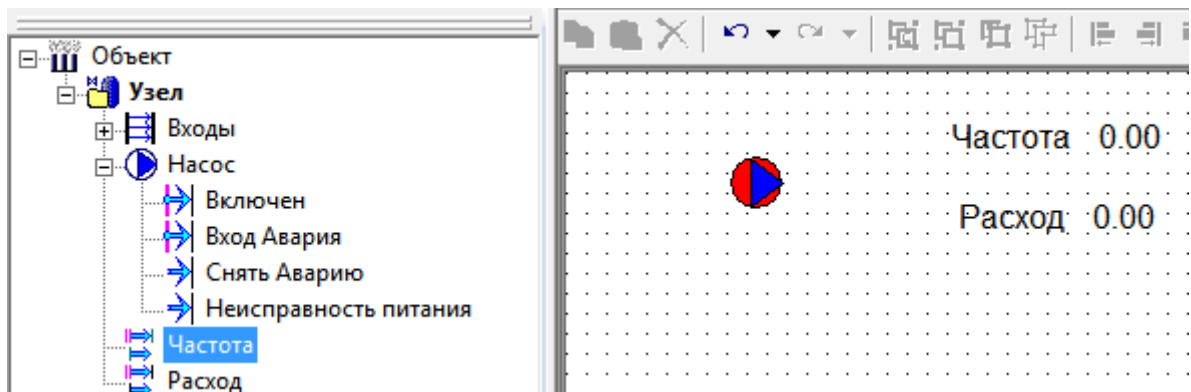 Объект
Узел
Входы
Насос
Включен
Вход Авария
Снять Аварию
Неисправность питания
Частота
Расход
Частота 0.00
Расход 0.00